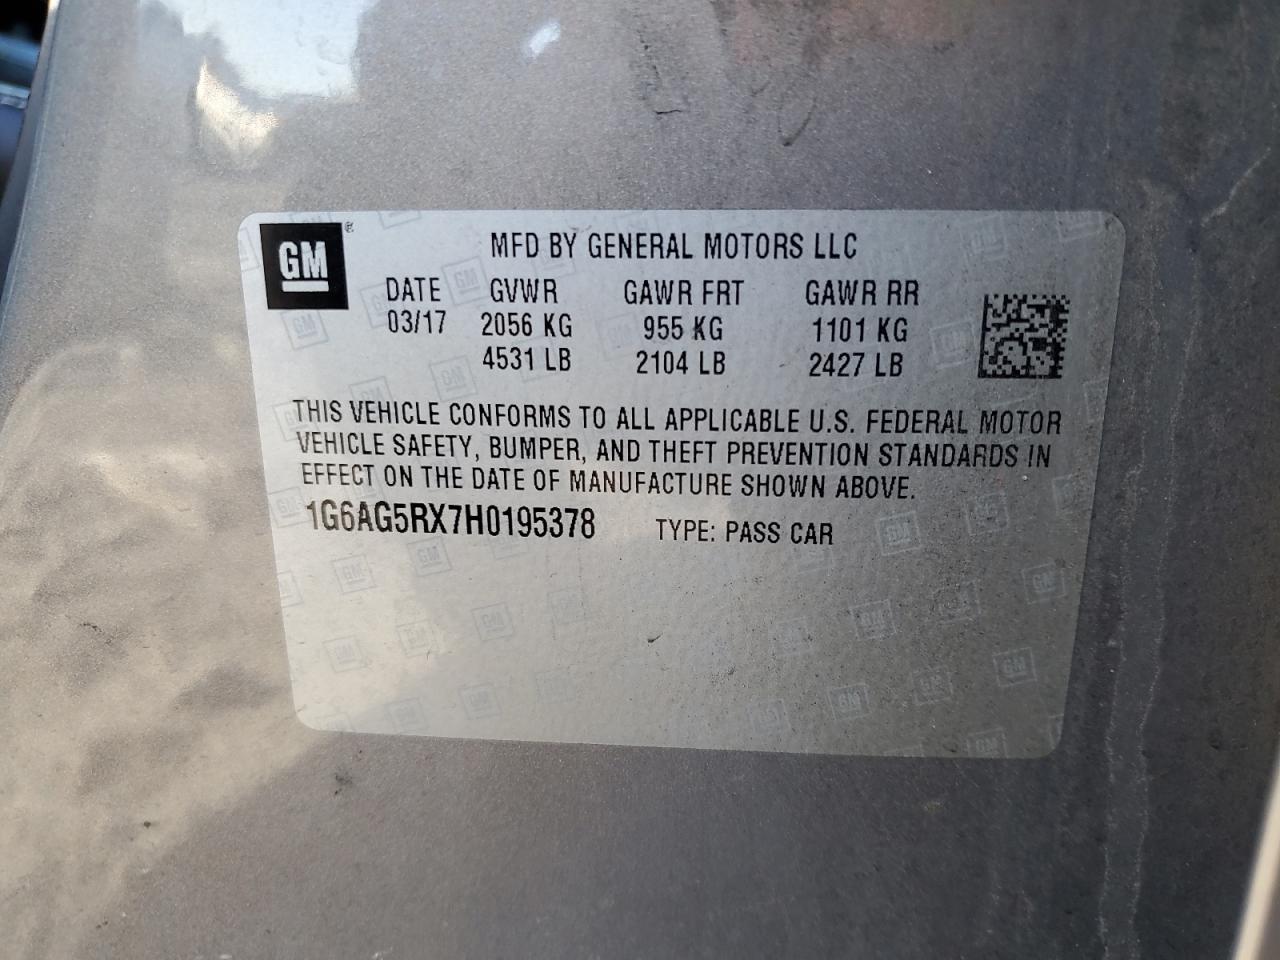 GM®
MFD BY GENERAL MOTORS LLC
DATE GVWR GAWR FRT GAWR RR
03/17 2056 KG 955 KG 1101 KG
4531 LB 2104 LB 2427 LB
THIS VEHICLE CONFORMS TO ALL APPLICABLE U.S. FEDERAL MOTOR
VEHICLE SAFETY, BUMPER, AND THEFT PREVENTION STANDARDS IN
EFFECT ON THE DATE OF MANUFACTURE SHOWN ABOVE.
1G6AG5RX7H0195378 TYPE: PASS CAR